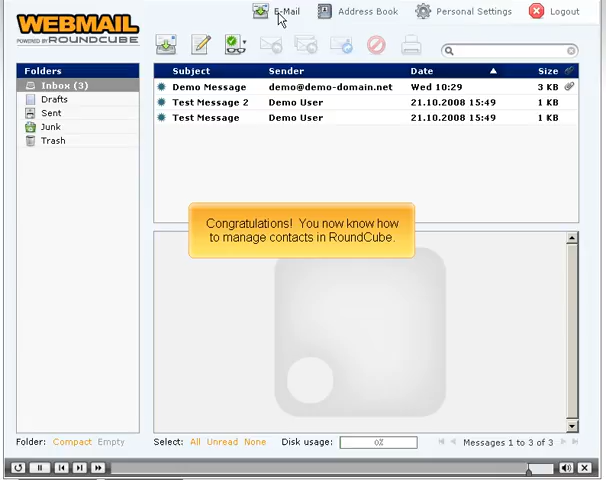 WEBMAIL
POWERED BY ROUNDCUBE
E-Mail Address Book Personal Settings Logout
Folders
Inbox (3)
Drafts
Sent
Junk
Trash
Subject Sender Date Size
Demo Message demo@demo-domain.net Wed 10:29 3 KB
Test Message 2 Demo User 21.10.2008 15:49 1 KB
Test Message Demo User 21.10.2008 15:49 1 KB
Congratulations! You now know how
to manage contacts in RoundCube.
Folder: Compact Empty Select: All Unread None Disk usage: 0% Messages 1 to 3 of 3